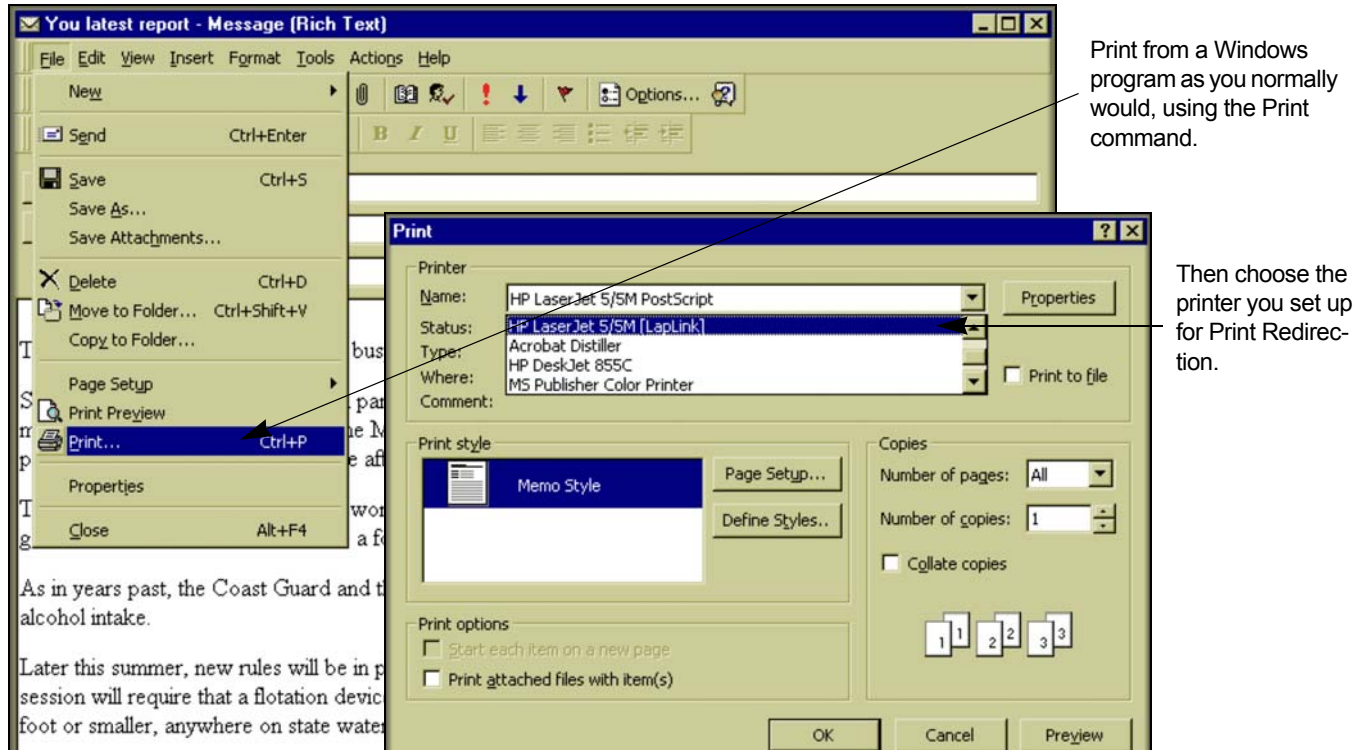 You latest report - Message (Rich Text)
File Edit View Insert Format Tools Actions Help
New
Options...
Send Ctrl+Enter
B I U
Save Ctrl+S
Save As...
Save Attachments...
Delete Ctrl+D
Move to Folder... Ctrl+Shift+V
Copy to Folder...
Page Setup
Print Preview
Print... Ctrl+P
Properties
Close Alt+F4
As in years past, the Coast Guard and
alcohol intake.
Later this summer, new rules will be in
session will require that a flotation
foot or smaller, anywhere on state
Print
Printer
Name: HP LaserJet 5/5M PostScript Properties
Status: HP LaserJet 5/5M [LapLink]
Type: Acrobat Distiller
HP DeskJet 855C
Where: MS Publisher Color Printer Print to file
Comment:
Print style
Memo Style
Page Setup...
Define Styles..
Copies
Number of pages: All
Number of copies: 1
Collate copies
1 1 2 2 3 3
Print options
Start each item on a new page
Print attached files with item(s)
OK Cancel Preview
Print from a Windows
program as you normally
would, using the Print
command.
Then choose the
printer you set up
for Print Redirec-
tion.